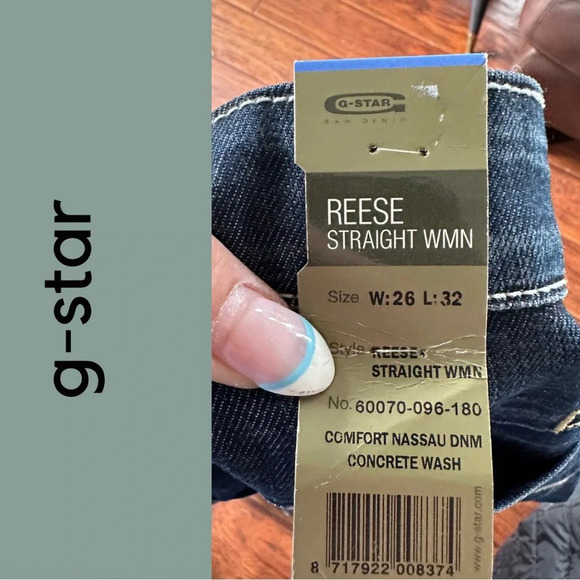 g-star
G-STAR
RAW DENIM
REESE
STRAIGHT WMN
Size W:26 L:32
Style REESE
STRAIGHT WMN
No. 60070-096-180
COMFORT NASSAU DNM
CONCRETE WASH
8 717922 008374
www.g-star.com